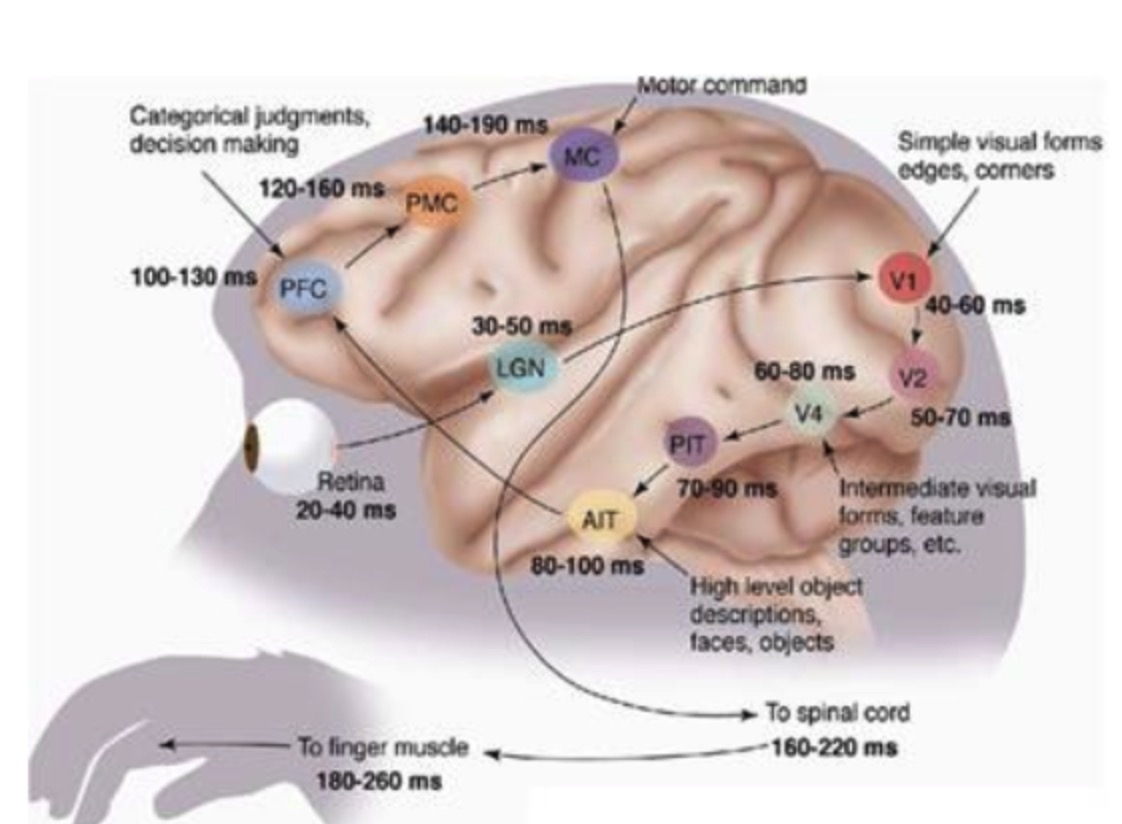 Motor command
Categorical judgments,
decision making
140-190 ms
MC
Simple visual forms
edges, corners
120-160 ms
PMC
100-130 ms
PFC
V1
40-60 ms
30-50 ms
LGN
60-80 ms
V2
V4
50-70 ms
PIT
Retina
20-40 ms
70-90 ms
Intermediate visual
forms, feature
groups, etc.
AIT
80-100 ms
High level object
descriptions,
faces, objects
To spinal cord
160-220 ms
To finger muscle
180-260 ms